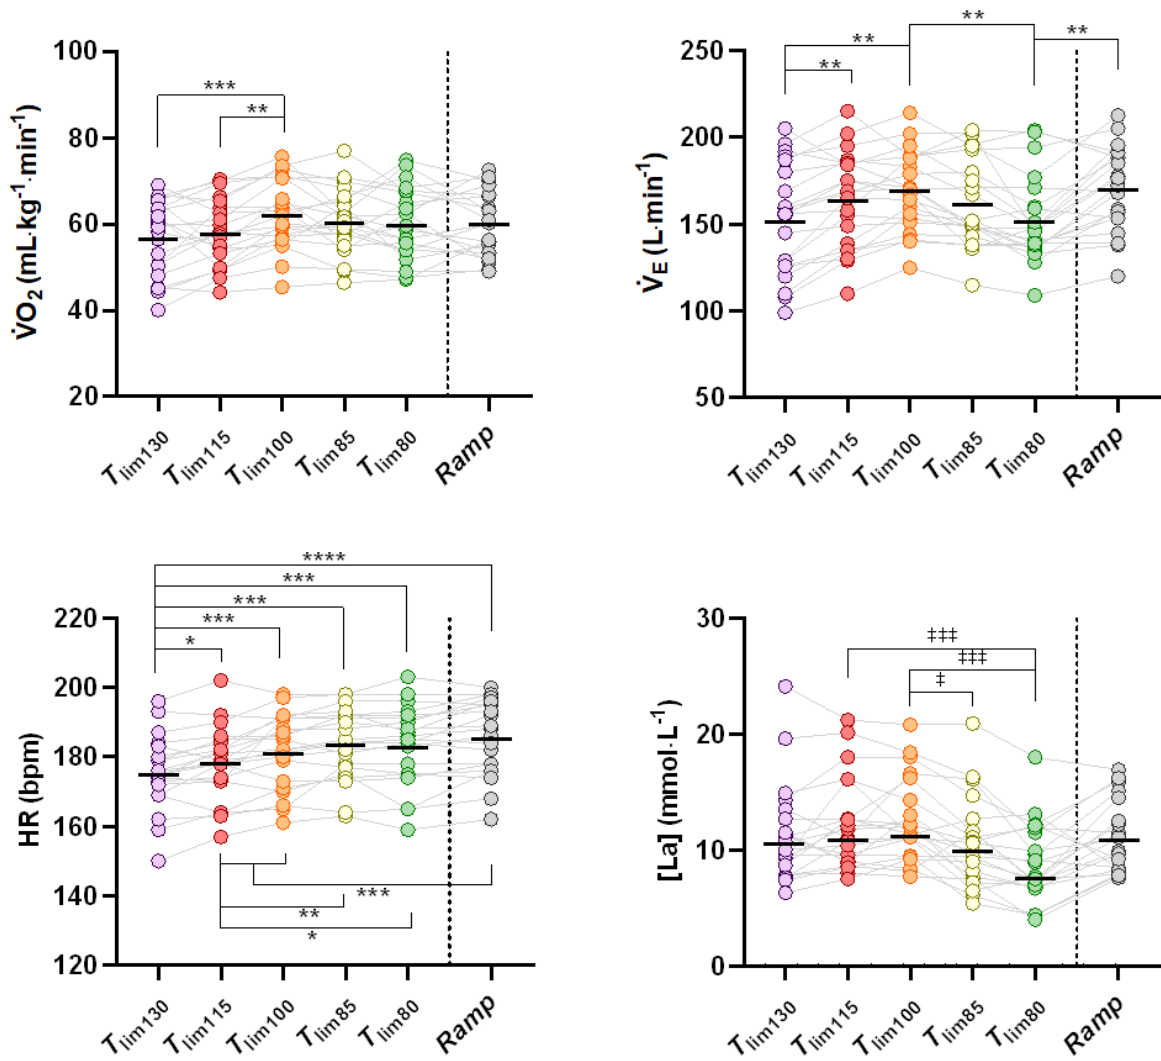 V̇O₂ (mL·kg⁻¹·min⁻¹)
100
80
60
40
20
***
**
Tlim130
Tlim115
Tlim100
Tlim85
Tlim80
Ramp
V̇E (L·min⁻¹)
250
200
150
100
50
**
**
**
**
Tlim130
Tlim115
Tlim100
Tlim85
Tlim80
Ramp
HR (bpm)
220
200
180
160
140
120
****
***
***
***
*
***
**
*
Tlim130
Tlim115
Tlim100
Tlim85
Tlim80
Ramp
[La] (mmol·L⁻¹)
30
20
10
0
‡‡‡
‡‡‡
‡
Tlim130
Tlim115
Tlim100
Tlim85
Tlim80
Ramp